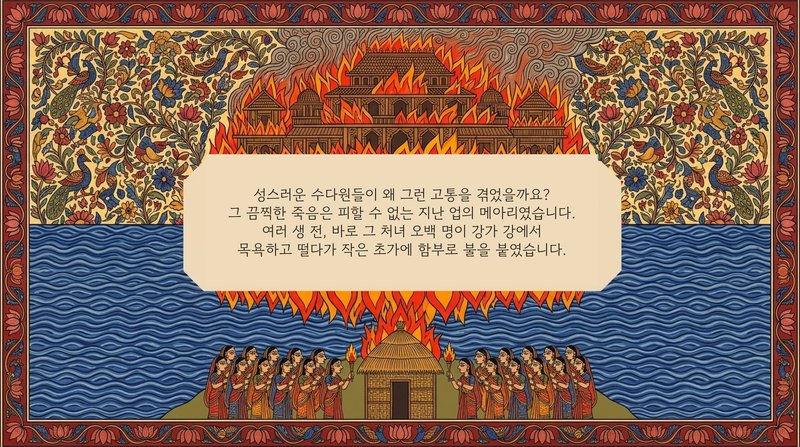 성스러운 수다원들이 왜 그런 고통을 겪었을까요?
그 끔찍한 죽음은 피할 수 없는 지난 업의 메아리였습니다.
여러 생 전, 바로 그 처녀 오백 명이 강가 강에서
목욕하고 떨다가 작은 초가에 함부로 불을 붙였습니다.